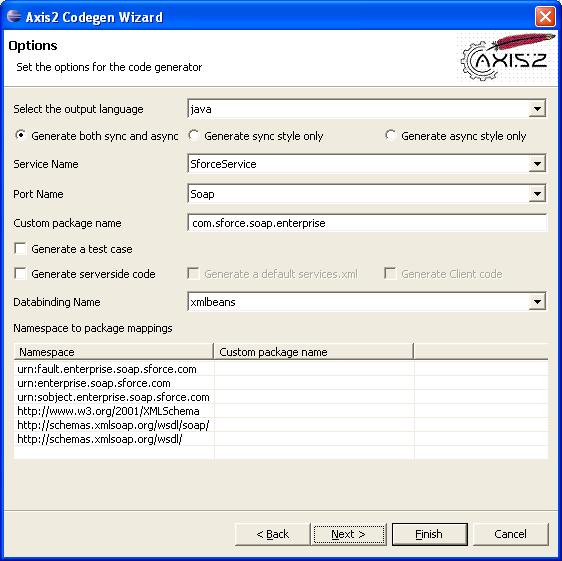 Axis2 Codegen Wizard
Options
Set the options for the code generator
AXIS2
Select the output language java
Generate both sync and async Generate sync style only Generate async style only
Service Name SforceService
Port Name Soap
Custom package name com.sforce.soap.enterprise
Generate a test case
Generate serverside code Generate a default services.xml Generate Client code
Databinding Name xmlbeans
Namespace to package mappings
Namespace Custom package name
urn:fault.enterprise.soap.sforce.com
urn:enterprise.soap.sforce.com
urn:sobject.enterprise.soap.sforce.com
http://www.w3.org/2001/XMLSchema
http://schemas.xmlsoap.org/wsdl/soap/
http://schemas.xmlsoap.org/wsdl/
< Back Next > Finish Cancel